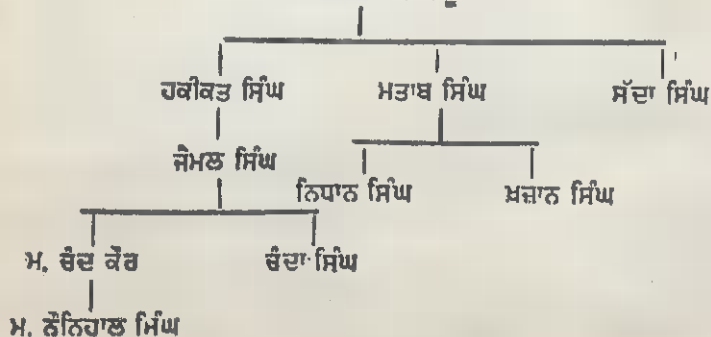 ਹਕੀਕਤ ਸਿੰਘ ਮਤਾਬ ਸਿੰਘ ਸੱਦਾ ਸਿੰਘ
ਜੈਮਲ ਸਿੰਘ
ਨਿਧਾਨ ਸਿੰਘ ਖ਼ਜ਼ਾਨ ਸਿੰਘ
ਮ. ਚੰਦ ਕੌਰ ਚੰਦਾ ਸਿੰਘ
ਮ. ਨੌਨਿਹਾਲ ਸਿੰਘ